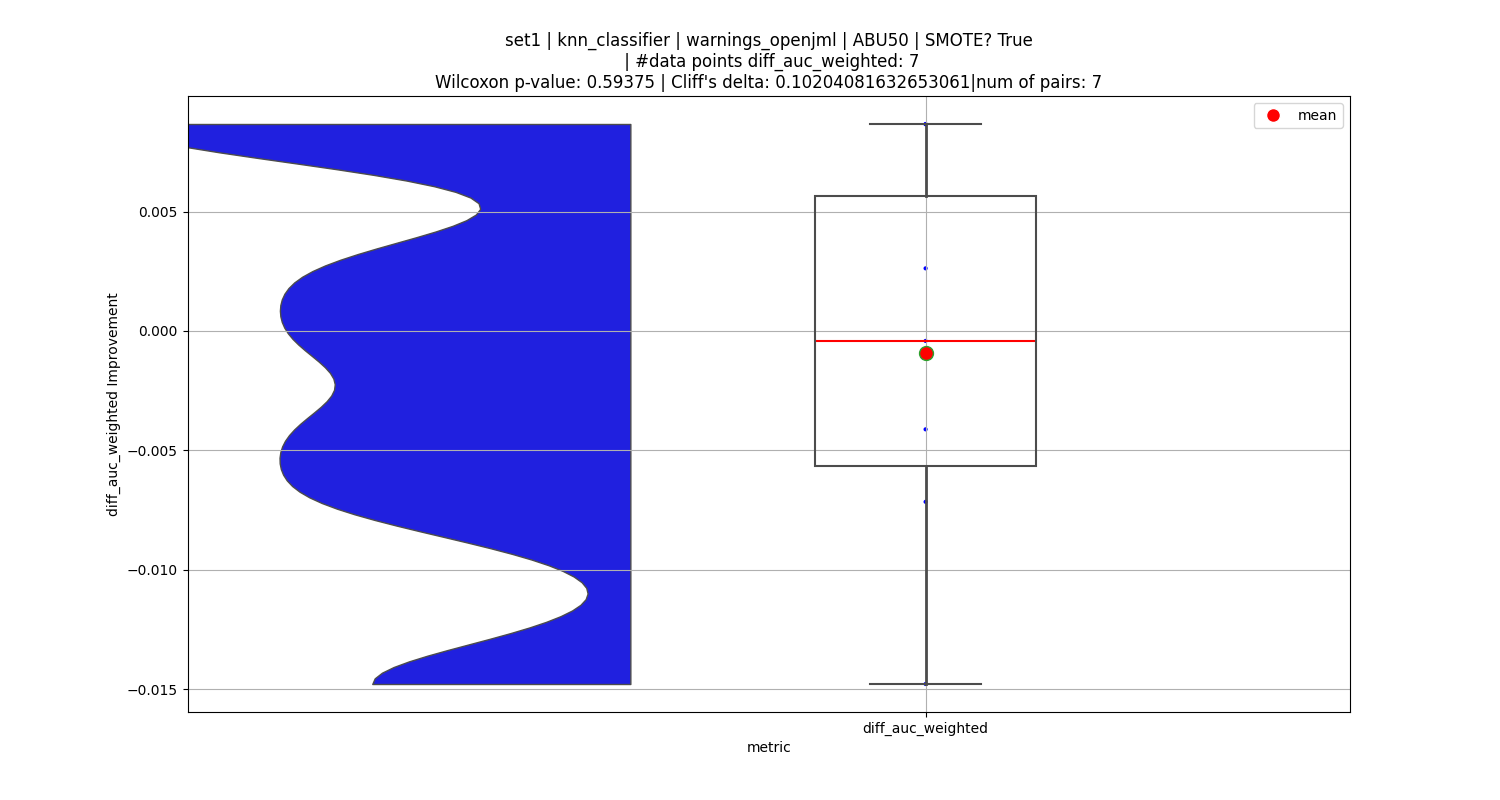 set1 | knn_classifier | warnings_openjml | ABU50 | SMOTE? True
| #data points diff_auc_weighted: 7
Wilcoxon p-value: 0.59375 | Cliff's delta: 0.10204081632653061|num of pairs: 7
mean
0.005
0.000
−0.005
−0.010
−0.015
diff_auc_weighted Improvement
diff_auc_weighted
metric